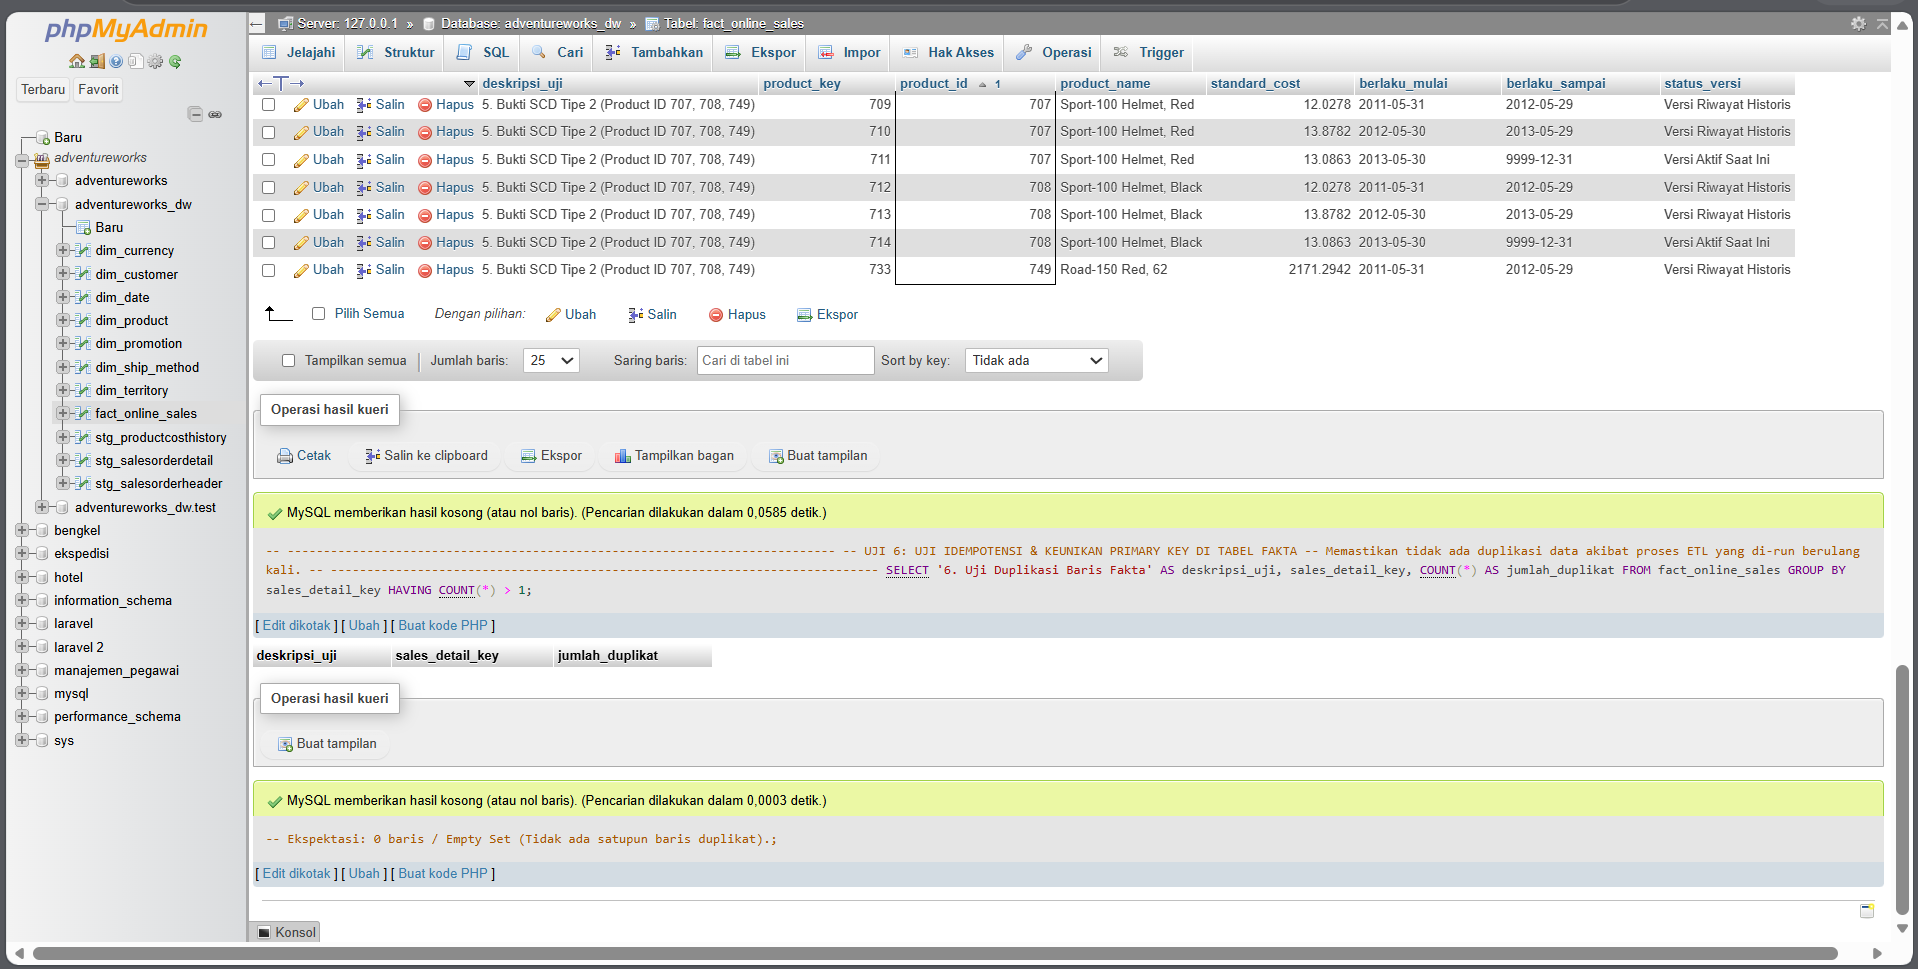 phpMyAdmin
Terbaru Favorit
Baru
adventureworks
adventureworks
adventureworks_dw
Baru
dim_currency
dim_customer
dim_date
dim_product
dim_promotion
dim_ship_method
dim_territory
fact_online_sales
stg_productcosthistory
stg_salesorderdetail
stg_salesorderheader
adventureworks_dw.test
bengkel
ekspedisi
hotel
information_schema
laravel
laravel 2
manajemen_pegawai
mysql
performance_schema
sys
Server: 127.0.0.1 » Database: adventureworks_dw » Tabel: fact_online_sales
Jelajahi Struktur SQL Cari Tambahkan Ekspor Impor Hak Akses Operasi Trigger
deskripsi_uji product_key product_id 1 product_name standard_cost berlaku_mulai berlaku_sampai status_versi
Ubah Salin Hapus 5. Bukti SCD Tipe 2 (Product ID 707, 708, 749) 709 707 Sport-100 Helmet, Red 12.0278 2011-05-31 2012-05-29 Versi Riwayat Historis
Ubah Salin Hapus 5. Bukti SCD Tipe 2 (Product ID 707, 708, 749) 710 707 Sport-100 Helmet, Red 13.8782 2012-05-30 2013-05-29 Versi Riwayat Historis
Ubah Salin Hapus 5. Bukti SCD Tipe 2 (Product ID 707, 708, 749) 711 707 Sport-100 Helmet, Red 13.0863 2013-05-30 9999-12-31 Versi Aktif Saat Ini
Ubah Salin Hapus 5. Bukti SCD Tipe 2 (Product ID 707, 708, 749) 712 708 Sport-100 Helmet, Black 12.0278 2011-05-31 2012-05-29 Versi Riwayat Historis
Ubah Salin Hapus 5. Bukti SCD Tipe 2 (Product ID 707, 708, 749) 713 708 Sport-100 Helmet, Black 13.8782 2012-05-30 2013-05-29 Versi Riwayat Historis
Ubah Salin Hapus 5. Bukti SCD Tipe 2 (Product ID 707, 708, 749) 714 708 Sport-100 Helmet, Black 13.0863 2013-05-30 9999-12-31 Versi Aktif Saat Ini
Ubah Salin Hapus 5. Bukti SCD Tipe 2 (Product ID 707, 708, 749) 733 749 Road-150 Red, 62 2171.2942 2011-05-31 2012-05-29 Versi Riwayat Historis
Pilih Semua Dengan pilihan: Ubah Salin Hapus Ekspor
Tampilkan semua Jumlah baris: 25 Saring baris: Cari di tabel ini Sort by key: Tidak ada
Operasi hasil kueri
Cetak Salin ke clipboard Ekspor Tampilkan bagan Buat tampilan
MySQL memberikan hasil kosong (atau nol baris). (Pencarian dilakukan dalam 0,0585 detik.)
-- ---------------------------------------------------------------------------- -- UJI 6: UJI IDEMPOTENSI & KEUNIKAN PRIMARY KEY DI TABEL FAKTA -- Memastikan tidak ada duplikasi data akibat proses ETL yang di-run berulang
kali. -- ---------------------------------------------------------------------------- SELECT '6. Uji Duplikasi Baris Fakta' AS deskripsi_uji, sales_detail_key, COUNT(*) AS jumlah_duplikat FROM fact_online_sales GROUP BY
sales_detail_key HAVING COUNT(*) > 1;
[ Edit dikotak ] [ Ubah ] [ Buat kode PHP ]
deskripsi_uji sales_detail_key jumlah_duplikat
Operasi hasil kueri
Buat tampilan
MySQL memberikan hasil kosong (atau nol baris). (Pencarian dilakukan dalam 0,0003 detik.)
-- Ekspektasi: 0 baris / Empty Set (Tidak ada satupun baris duplikat).;
[ Edit dikotak ] [ Ubah ] [ Buat kode PHP ]
Konsol